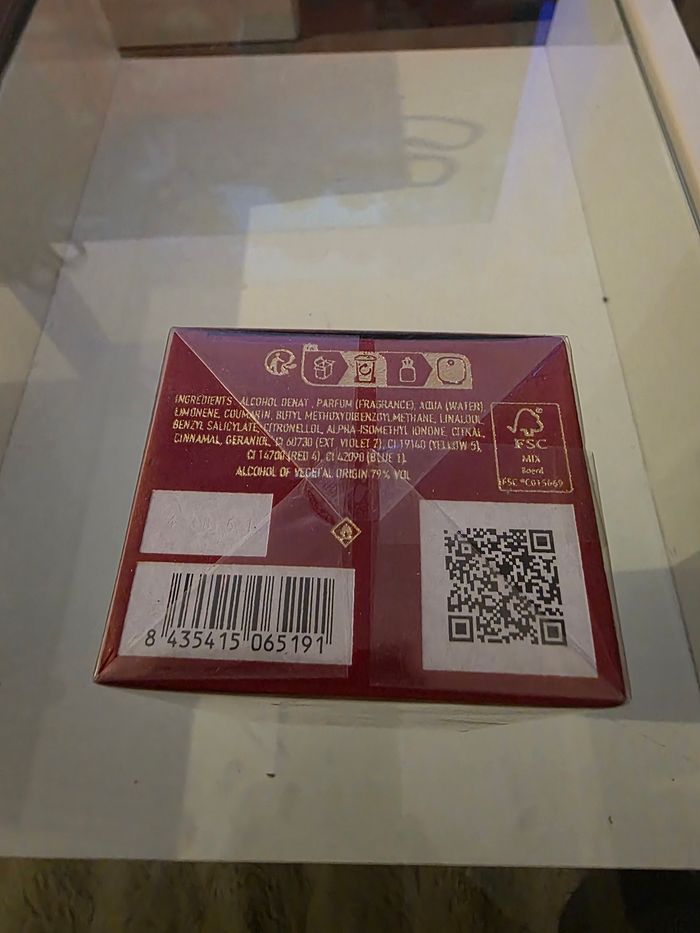 INGREDIENTS: ALCOHOL DENAT., PARFUM (FRAGRANCE), AQUA (WATER),
LIMONENE, COUMARIN, BUTYL METHOXYDIBENZOYLMETHANE, LINALOOL,
BENZYL SALICYLATE, CITRONELLOL, ALPHA-ISOMETHYL IONONE, CITRAL,
CINNAMAL, GERANIOL, CI 60730 (EXT. VIOLET 2), CI 19140 (YELLOW 5),
CI 14700 (RED 4), CI 42090 (BLUE 1).
ALCOHOL OF VEGETAL ORIGIN 79% VOL
FSC
MIX
Board
FSC® C015669
8 435415 065191